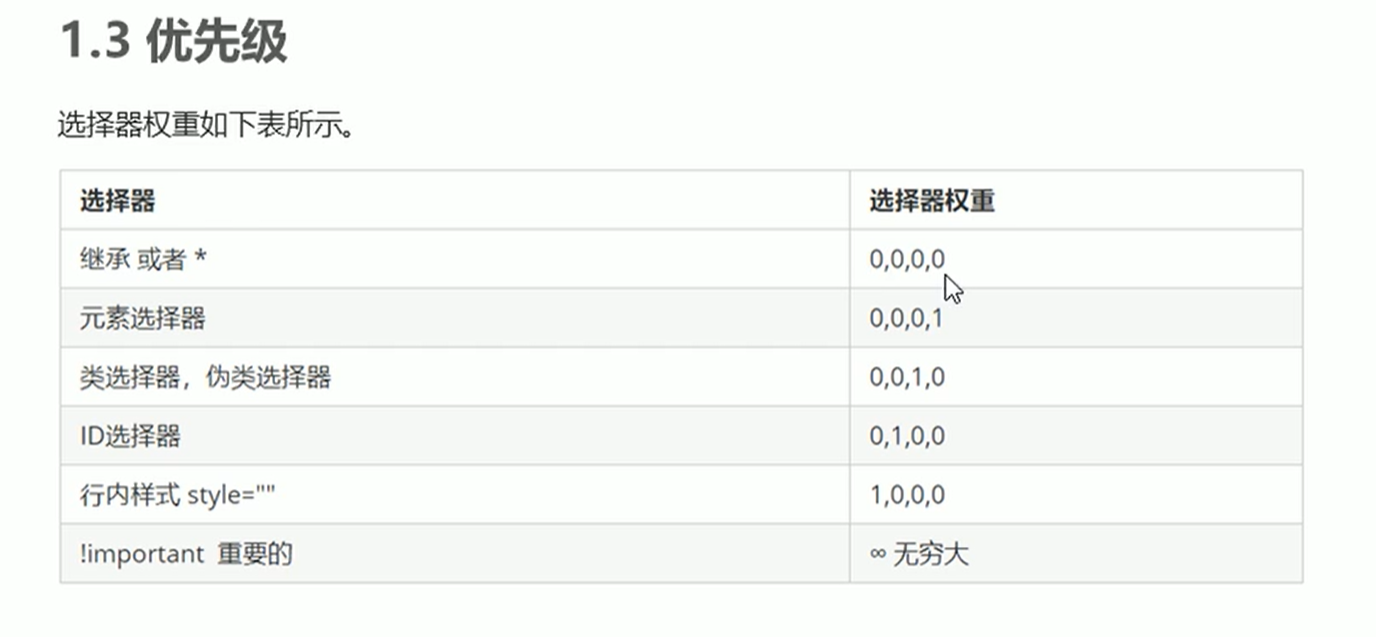 1.3 优先级
选择器权重如下表所示。
选择器 选择器权重
继承 或者 * 0,0,0,0
元素选择器 0,0,0,1
类选择器，伪类选择器 0,0,1,0
ID选择器 0,1,0,0
行内样式 style="" 1,0,0,0
!important 重要的 ∞ 无穷大